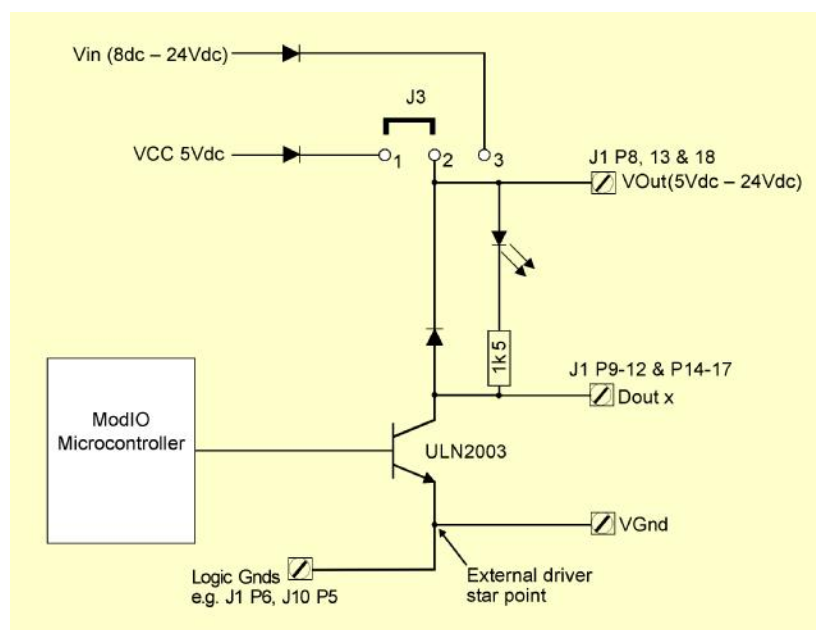 Vin (8dc – 24Vdc)
J3
VCC 5Vdc
1
2
3
J1 P8, 13 & 18
VOut(5Vdc – 24Vdc)
1k5
J1 P9-12 & P14-17
Dout x
ModIO
Microcontroller
ULN2003
VGnd
Logic Gnds
e.g. J1 P6, J10 P5
External driver
star point